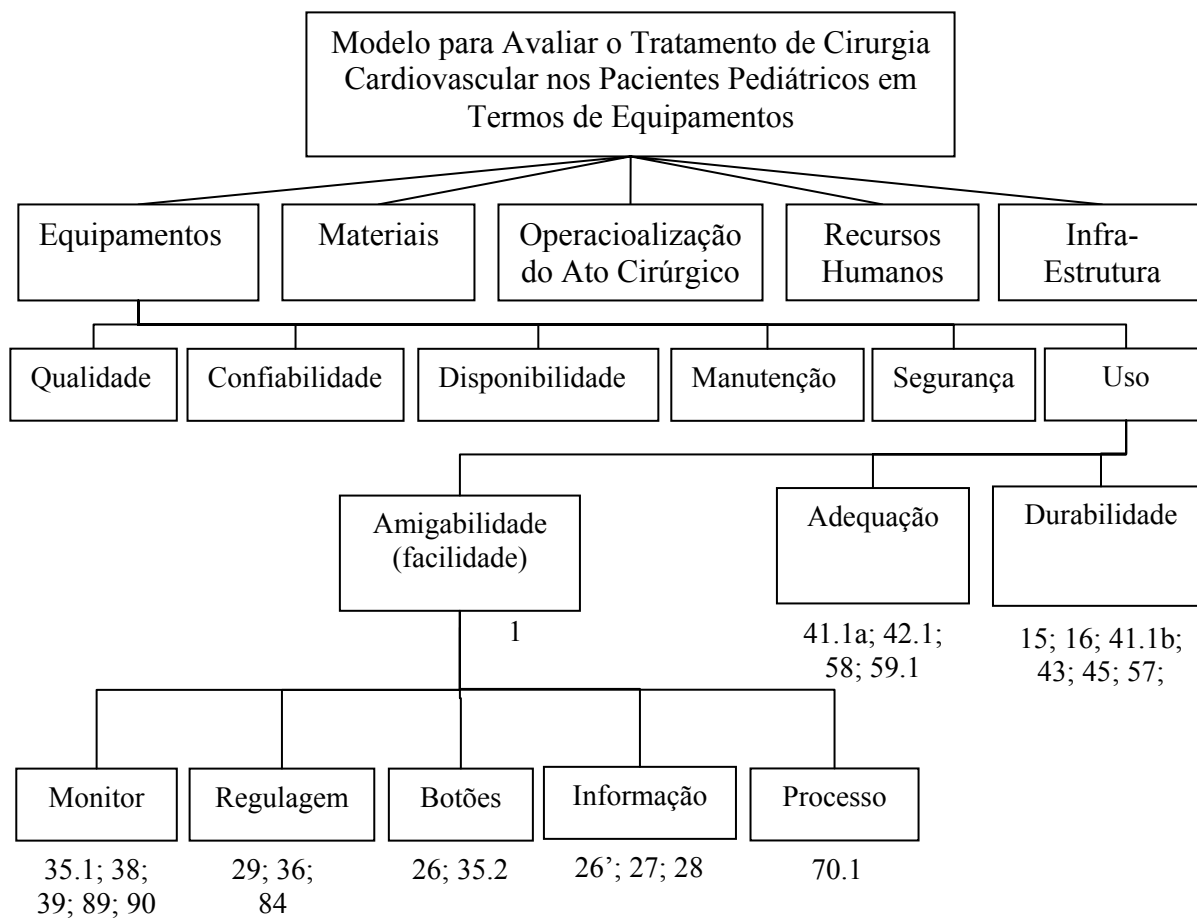 Modelo para Avaliar o Tratamento de Cirurgia
Cardiovascular nos Pacientes Pediátricos em
Termos de Equipamentos
Equipamentos
Materiais
Operacioalização
do Ato Cirúrgico
Recursos
Humanos
Infra-
Estrutura
Qualidade
Confiabilidade
Disponibilidade
Manutenção
Segurança
Uso
Amigabilidade
(facilidade)
Adequação
Durabilidade
1
41.1a; 42.1;
58; 59.1
15; 16; 41.1b;
43; 45; 57;
Monitor
Regulagem
Botões
Informação
Processo
35.1; 38;
39; 89; 90
29; 36;
84
26; 35.2
26’; 27; 28
70.1